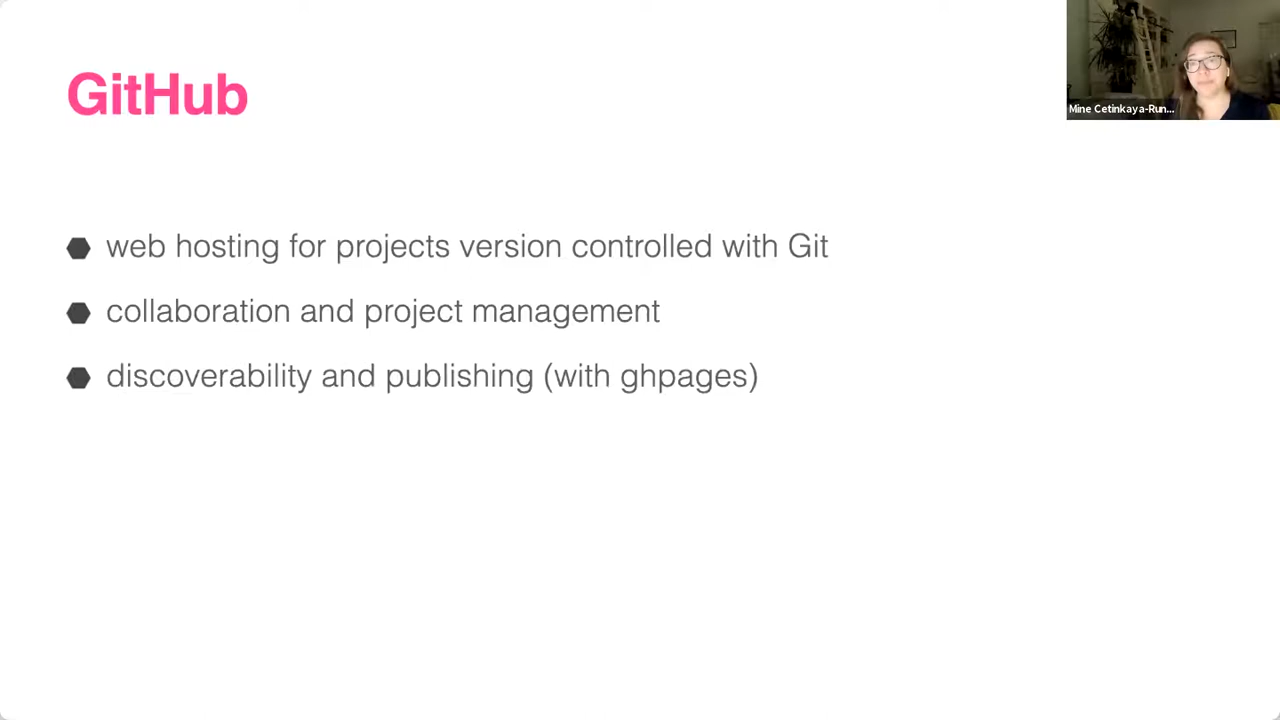 GitHub
web hosting for projects version controlled with Git
collaboration and project management
discoverability and publishing (with ghpages)
Mine Cetinkaya-Run...